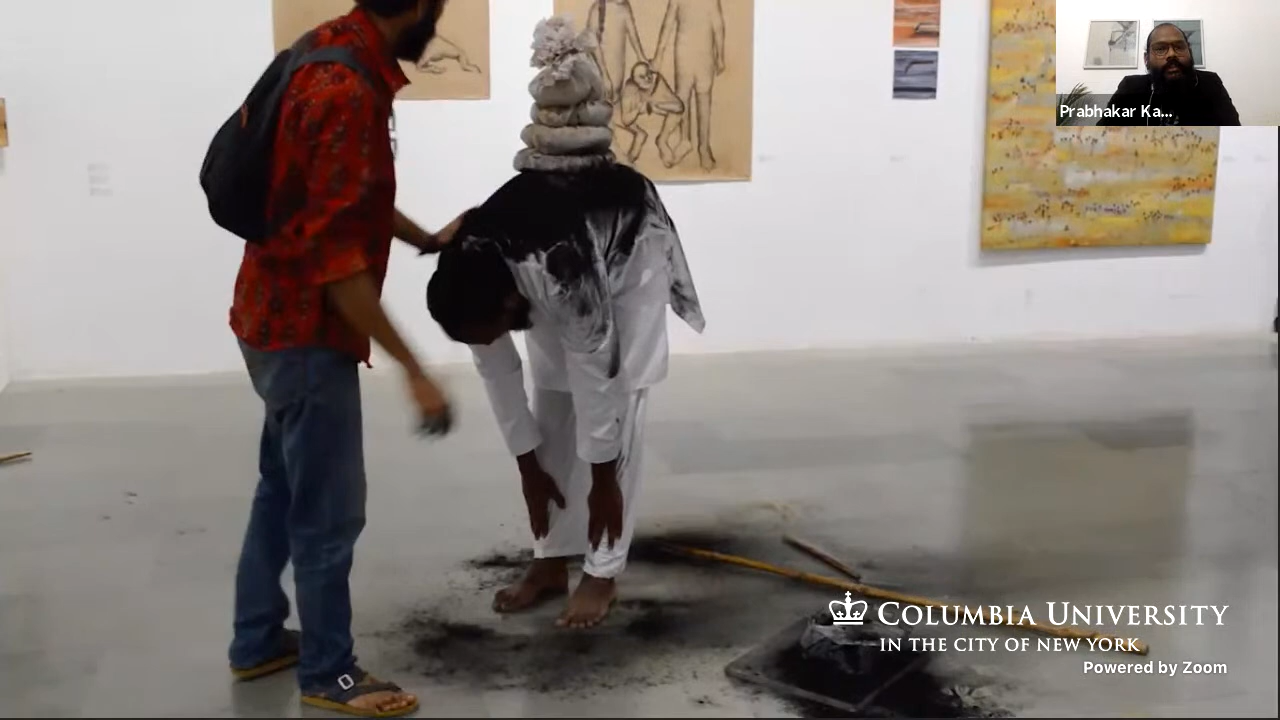 Prabhakar Ka...
COLUMBIA UNIVERSITY
IN THE CITY OF NEW YORK
Powered by Zoom